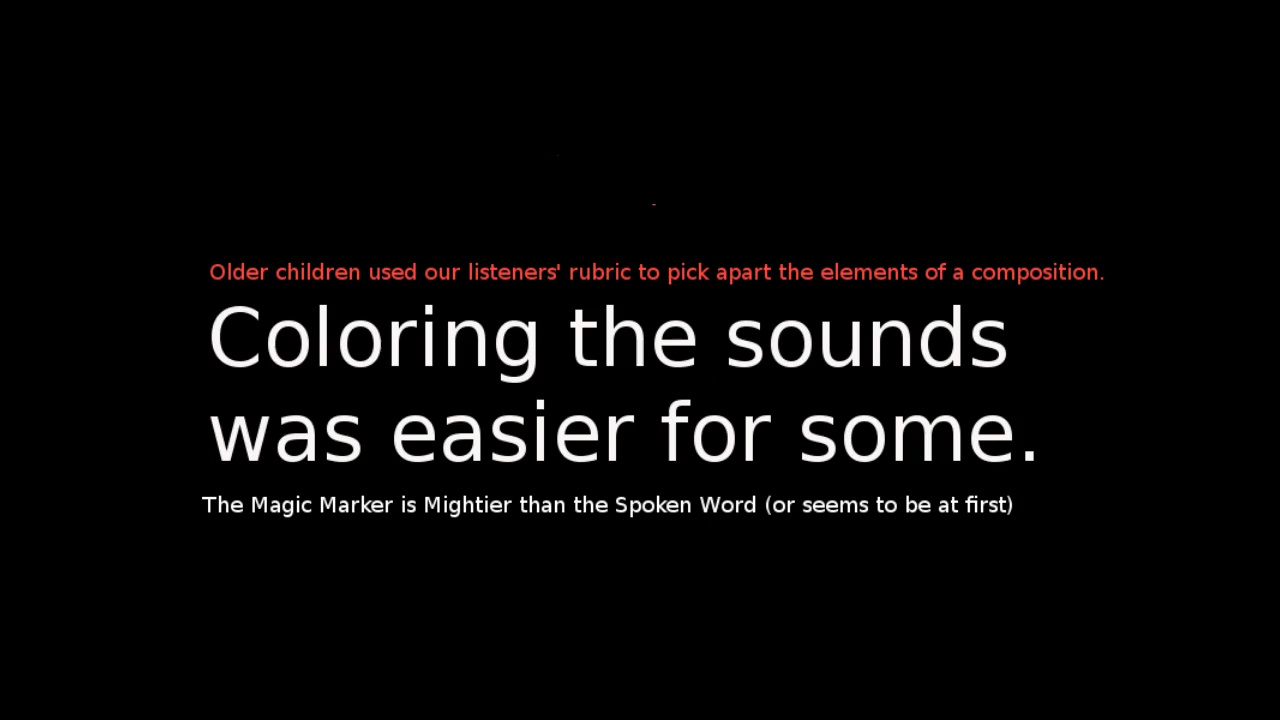 Older children used our listeners' rubric to pick apart the elements of a composition.
Coloring the sounds
was easier for some.
The Magic Marker is Mightier than the Spoken Word (or seems to be at first)